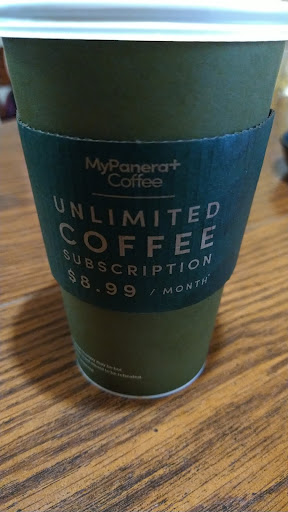 MyPanera+
Coffee
UNLIMITED
COFFEE
SUBSCRIPTION
$8.99 / MONTH